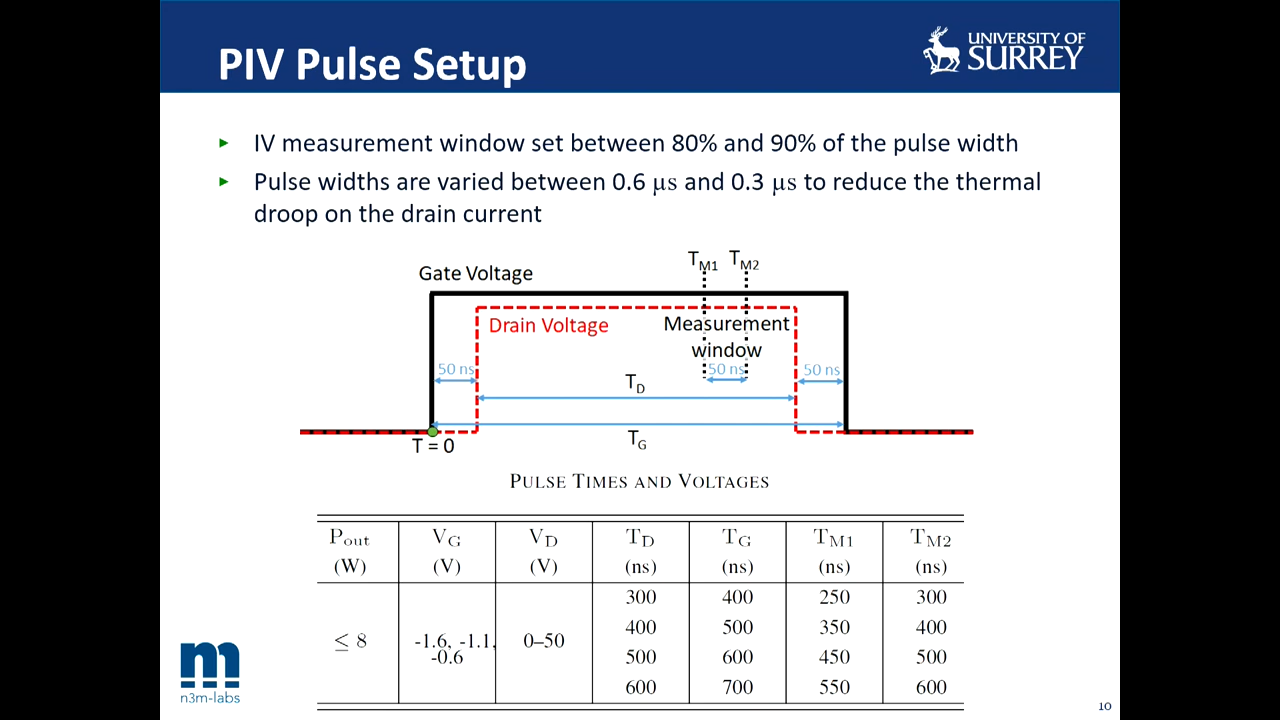 PIV Pulse Setup
UNIVERSITY OF
SURREY
IV measurement window set between 80% and 90% of the pulse width
Pulse widths are varied between 0.6 μs and 0.3 μs to reduce the thermal
droop on the drain current
TM1 TM2
Gate Voltage
Drain Voltage
Measurement
window
50 ns
50 ns
50 ns
TD
TG
T = 0
PULSE TIMES AND VOLTAGES
Pout VG VD TD TG TM1 TM2
(W) (V) (V) (ns) (ns) (ns) (ns)
300 400 250 300
400 500 350 400
≤ 8 -1.6, -1.1, 0–50
-0.6 500 600 450 500
600 700 550 600
m
n3m-labs
10